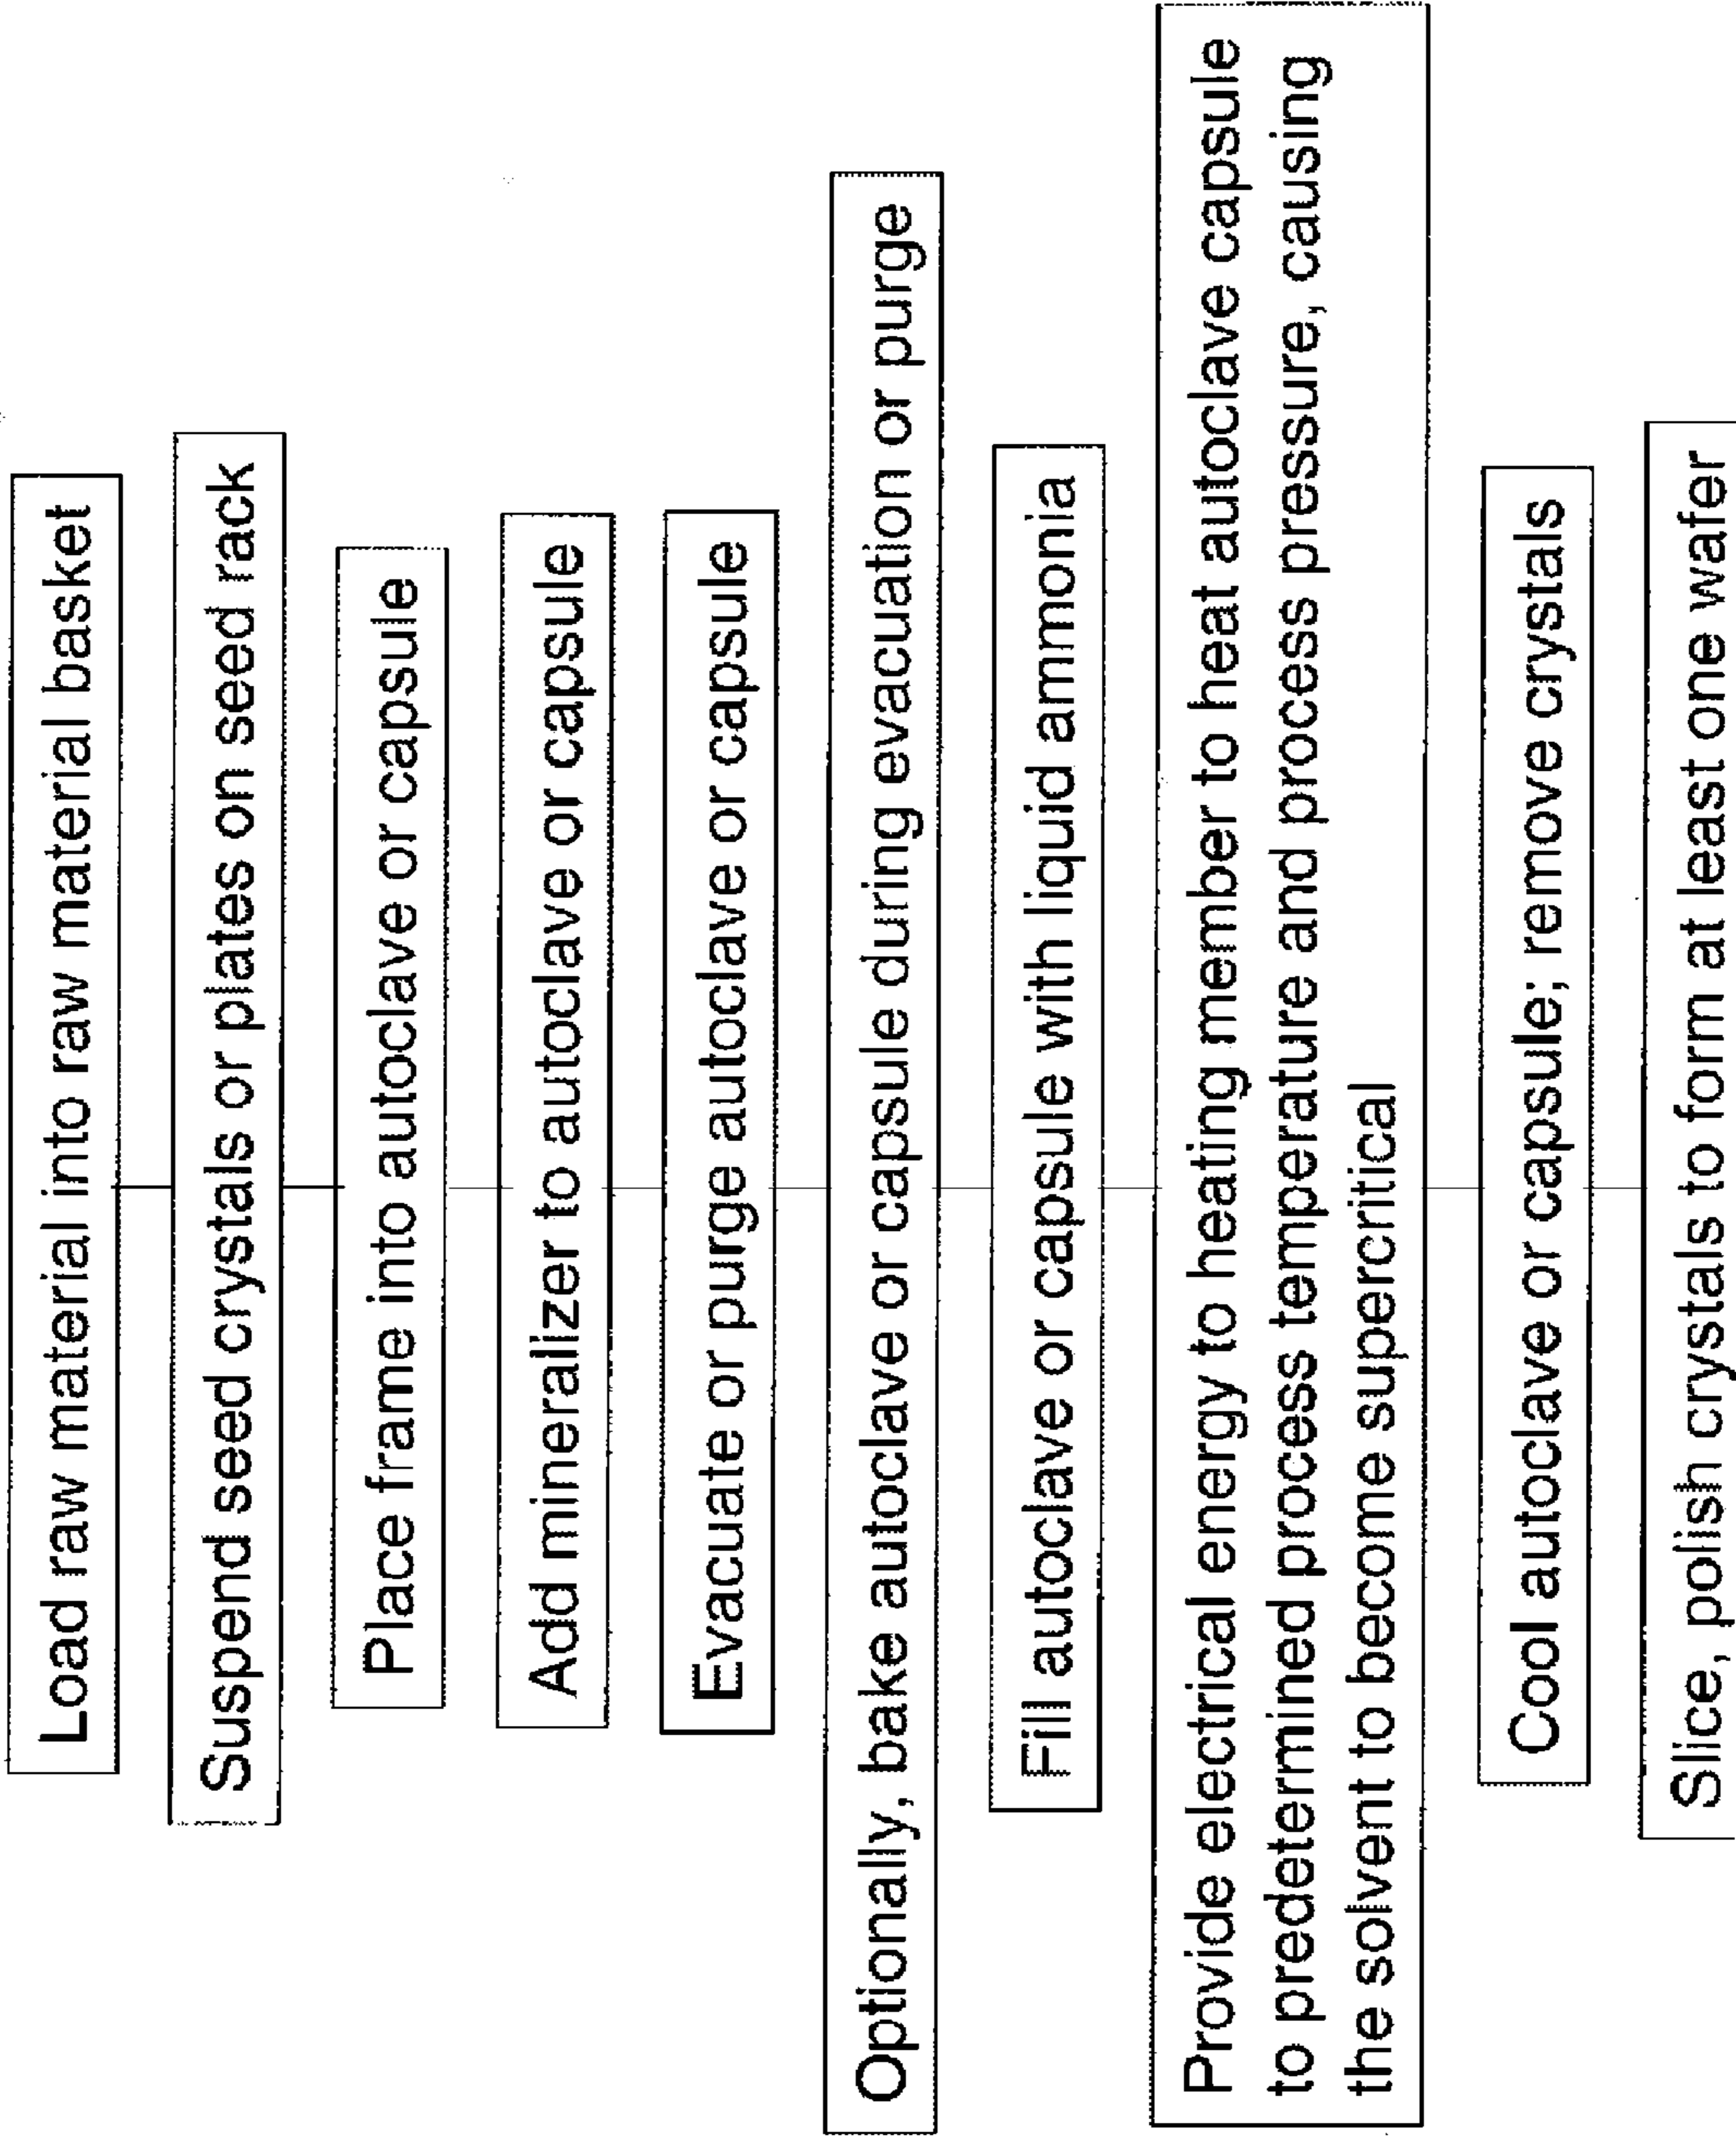 Load raw material into raw material basket
Suspend seed crystals or plates on seed rack
Place frame into autoclave or capsule
Add mineralizer to autoclave or capsule
Evacuate or purge autoclave or capsule
Optionally, bake autoclave or capsule during evacuation or purge
Fill autoclave or capsule with liquid ammonia
Provide electrical energy to heating member to heat autoclave capsule
to predetermined process temperature and process pressure, causing
the solvent to become supercritical
Cool autoclave or capsule; remove crystals
Slice, polish crystals to form at least one wafer